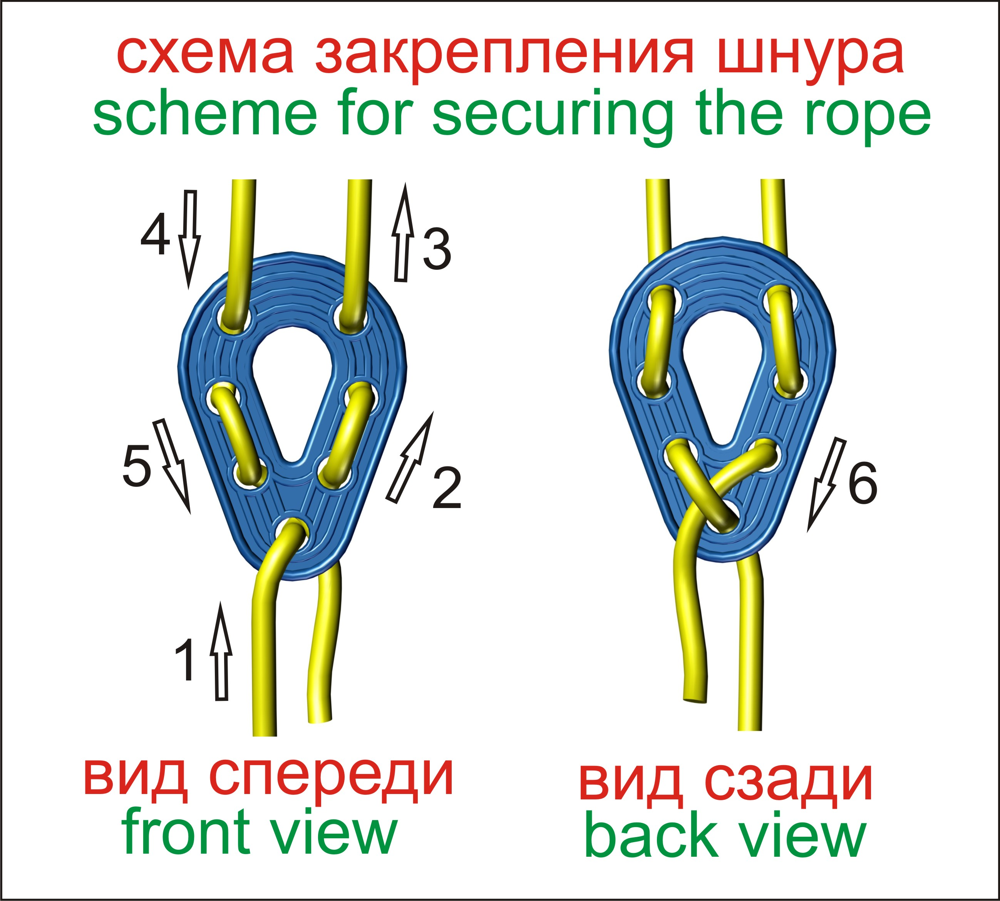 схема закрепления шнура
scheme for securing the rope
4
3
5
2
6
1
вид спереди
front view
вид сзади
back view